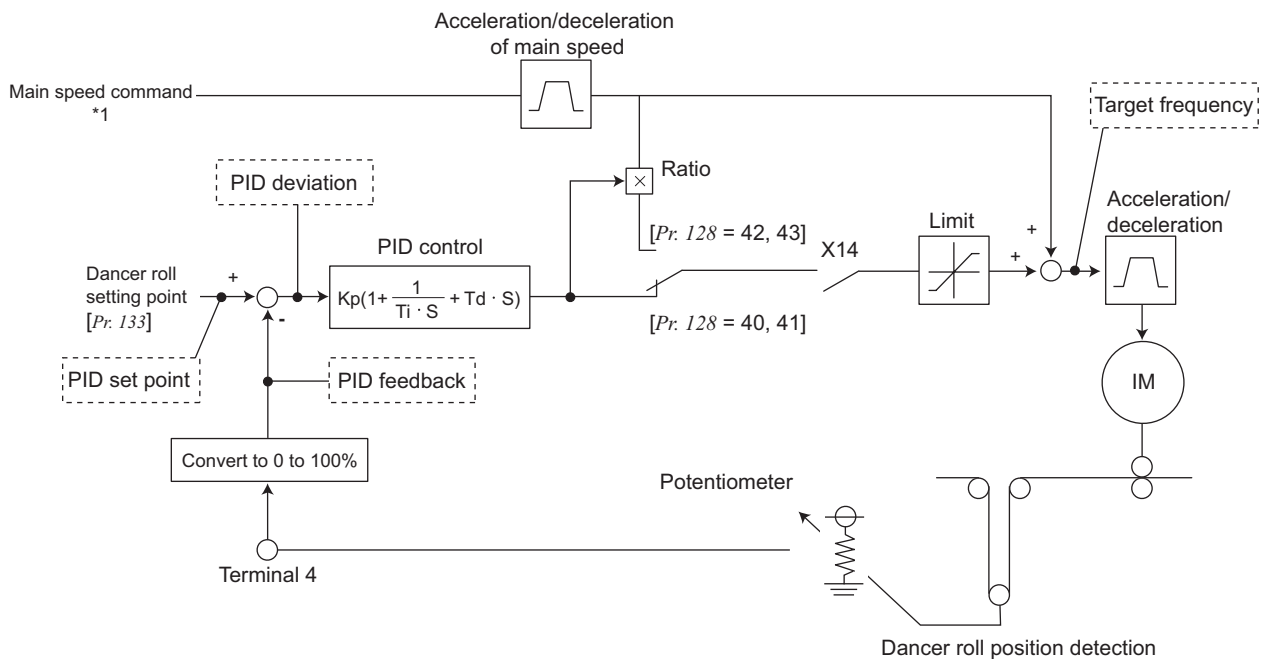 Acceleration/deceleration
of main speed
Main speed command
*1
Target frequency
PID deviation
Ratio
Acceleration/
deceleration
[Pr. 128 = 42, 43]
Limit
PID control
X14
+
+
Dancer roll
setting point
[Pr. 133]
+
-
Kp(1+ 1/(Ti · S) + Td · S)
[Pr. 128 = 40, 41]
PID set point
PID feedback
IM
Convert to 0 to 100%
Potentiometer
Terminal 4
Dancer roll position detection